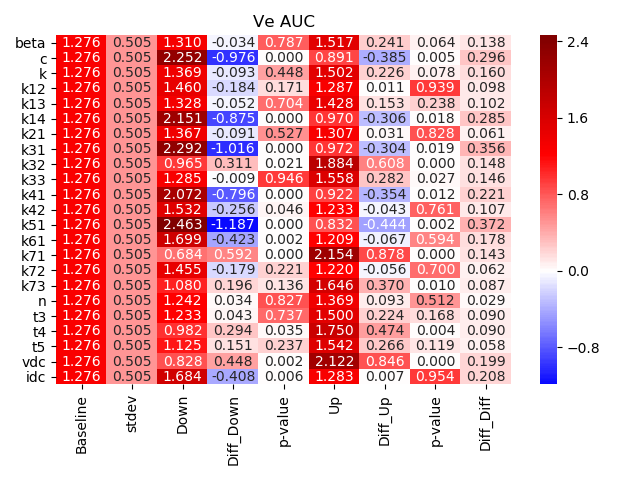 Ve AUC
beta 1.276 0.505 1.310 -0.034 0.787 1.517 0.241 0.064 0.138
c 1.276 0.505 2.252 -0.976 0.000 0.891 -0.385 0.005 0.296
k 1.276 0.505 1.369 -0.093 0.448 1.502 0.226 0.078 0.160
k12 1.276 0.505 1.460 -0.184 0.171 1.287 0.011 0.939 0.098
k13 1.276 0.505 1.328 -0.052 0.704 1.428 0.153 0.238 0.102
k14 1.276 0.505 2.151 -0.875 0.000 0.970 -0.306 0.018 0.285
k21 1.276 0.505 1.367 -0.091 0.527 1.307 0.031 0.828 0.061
k31 1.276 0.505 2.292 -1.016 0.000 0.972 -0.304 0.019 0.356
k32 1.276 0.505 0.965 0.311 0.021 1.884 0.608 0.000 0.148
k33 1.276 0.505 1.285 -0.009 0.946 1.558 0.282 0.027 0.146
k41 1.276 0.505 2.072 -0.796 0.000 0.922 -0.354 0.012 0.221
k42 1.276 0.505 1.532 -0.256 0.046 1.233 -0.043 0.761 0.107
k51 1.276 0.505 2.463 -1.187 0.000 0.832 -0.444 0.002 0.372
k61 1.276 0.505 1.699 -0.423 0.002 1.209 -0.067 0.594 0.178
k71 1.276 0.505 0.684 0.592 0.000 2.154 0.878 0.000 0.143
k72 1.276 0.505 1.455 -0.179 0.221 1.220 -0.056 0.700 0.062
k73 1.276 0.505 1.080 0.196 0.136 1.646 0.370 0.010 0.087
n 1.276 0.505 1.242 0.034 0.827 1.369 0.093 0.512 0.029
t3 1.276 0.505 1.233 0.043 0.737 1.500 0.224 0.168 0.090
t4 1.276 0.505 0.982 0.294 0.035 1.750 0.474 0.004 0.090
t5 1.276 0.505 1.125 0.151 0.237 1.542 0.266 0.119 0.058
vdc 1.276 0.505 0.828 0.448 0.002 2.122 0.846 0.000 0.199
idc 1.276 0.505 1.684 -0.408 0.006 1.283 0.007 0.954 0.208
Baseline stdev Down Diff_Down p-value Up Diff_Up p-value Diff_Diff
2.4
1.6
0.8
0.0
−0.8